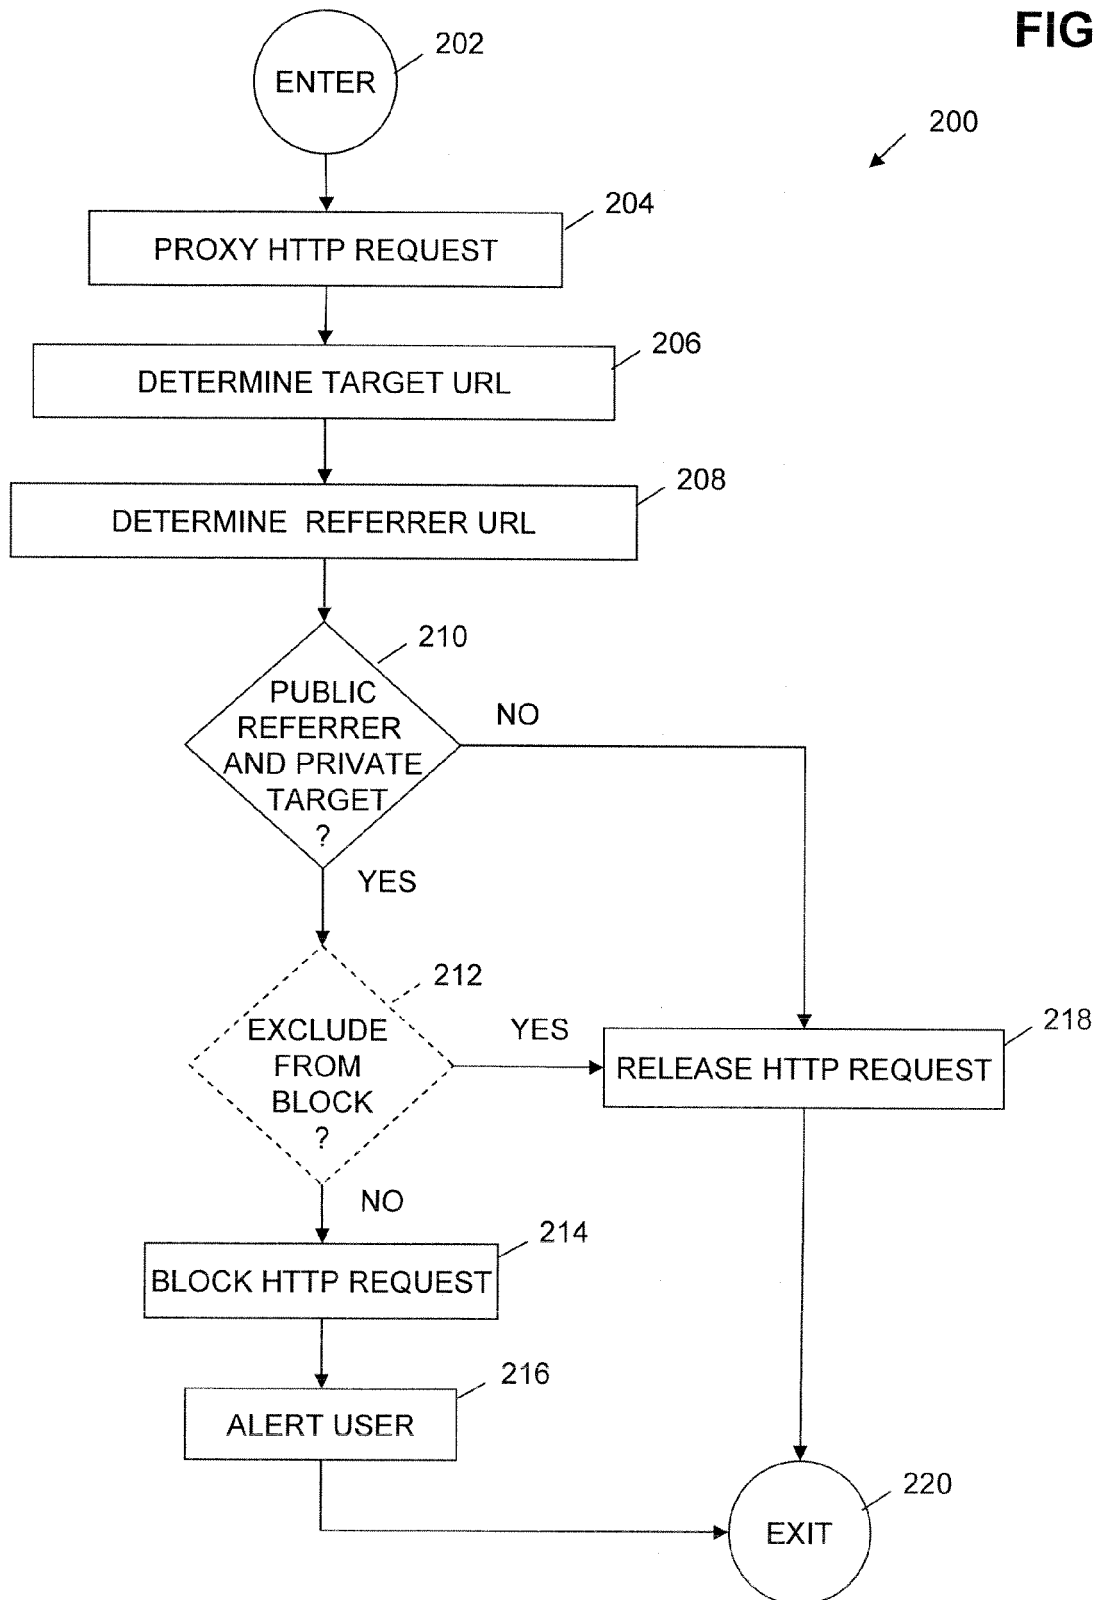 FIG
202
ENTER
200
204
PROXY HTTP REQUEST
206
DETERMINE TARGET URL
208
DETERMINE REFERRER URL
210
PUBLIC
REFERRER
AND PRIVATE
TARGET
?
NO
YES
212
EXCLUDE
FROM
BLOCK
?
YES
218
RELEASE HTTP REQUEST
NO
214
BLOCK HTTP REQUEST
216
ALERT USER
220
EXIT